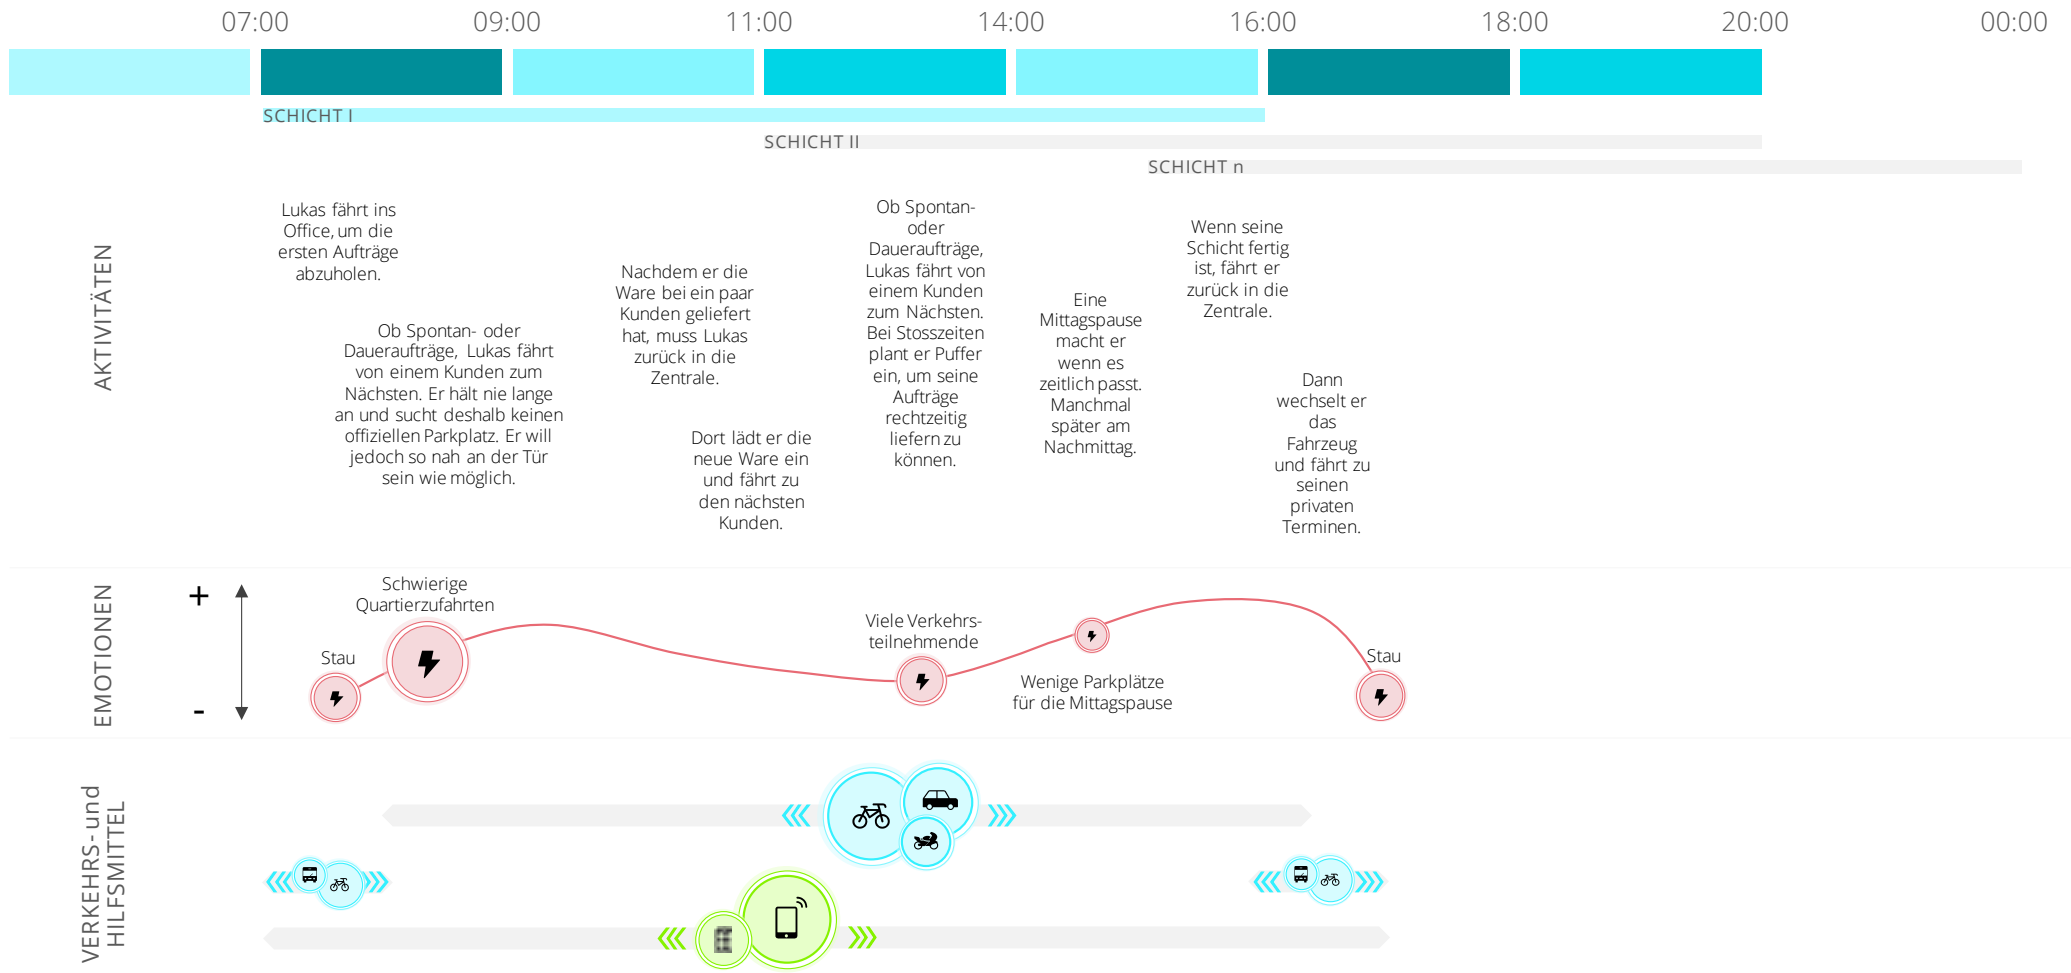 07:00 09:00 11:00 14:00 16:00 18:00 20:00 00:00
SCHICHT I
SCHICHT II
SCHICHT n
AKTIVITÄTEN
Lukas fährt ins
Office, um die
ersten Aufträge
abzuholen.
Ob Spontan- oder
Daueraufträge, Lukas fährt
von einem Kunden zum
Nächsten. Er hält nie lange
an und sucht deshalb keinen
offiziellen Parkplatz. Er will
jedoch so nah an der Tür
sein wie möglich.
Nachdem er die
Ware bei ein paar
Kunden geliefert
hat, muss Lukas
zurück in die
Zentrale.
Dort lädt er die
neue Ware ein
und fährt zu
den nächsten
Kunden.
Ob Spontan-
oder
Daueraufträge,
Lukas fährt von
einem Kunden
zum Nächsten.
Bei Stosszeiten
plant er Puffer
ein, um seine
Aufträge
rechtzeitig
liefern zu
können.
Eine
Mittagspause
macht er
wenn es
zeitlich passt.
Manchmal
später am
Nachmittag.
Wenn seine
Schicht fertig
ist, fährt er
zurück in die
Zentrale.
Dann
wechselt er
das
Fahrzeug
und fährt zu
seinen
privaten
Terminen.
EMOTIONEN
+
-
Stau
Schwierige
Quartierzufahrten
Viele Verkehrs-
teilnehmende
Wenige Parkplätze
für die Mittagspause
Stau
VERKEHRS- und
HILFSMITTEL